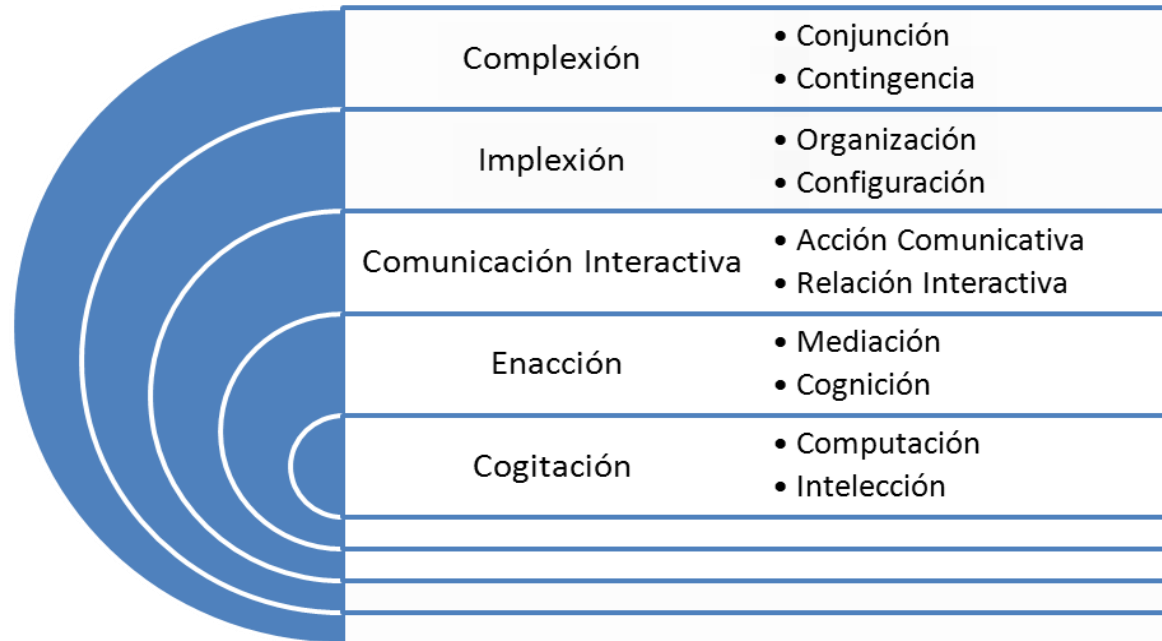 Complexión
• Conjunción
• Contingencia
Implexión
• Organización
• Configuración
Comunicación Interactiva
• Acción Comunicativa
• Relación Interactiva
Enacción
• Mediación
• Cognición
Cogitación
• Computación
• Intelección